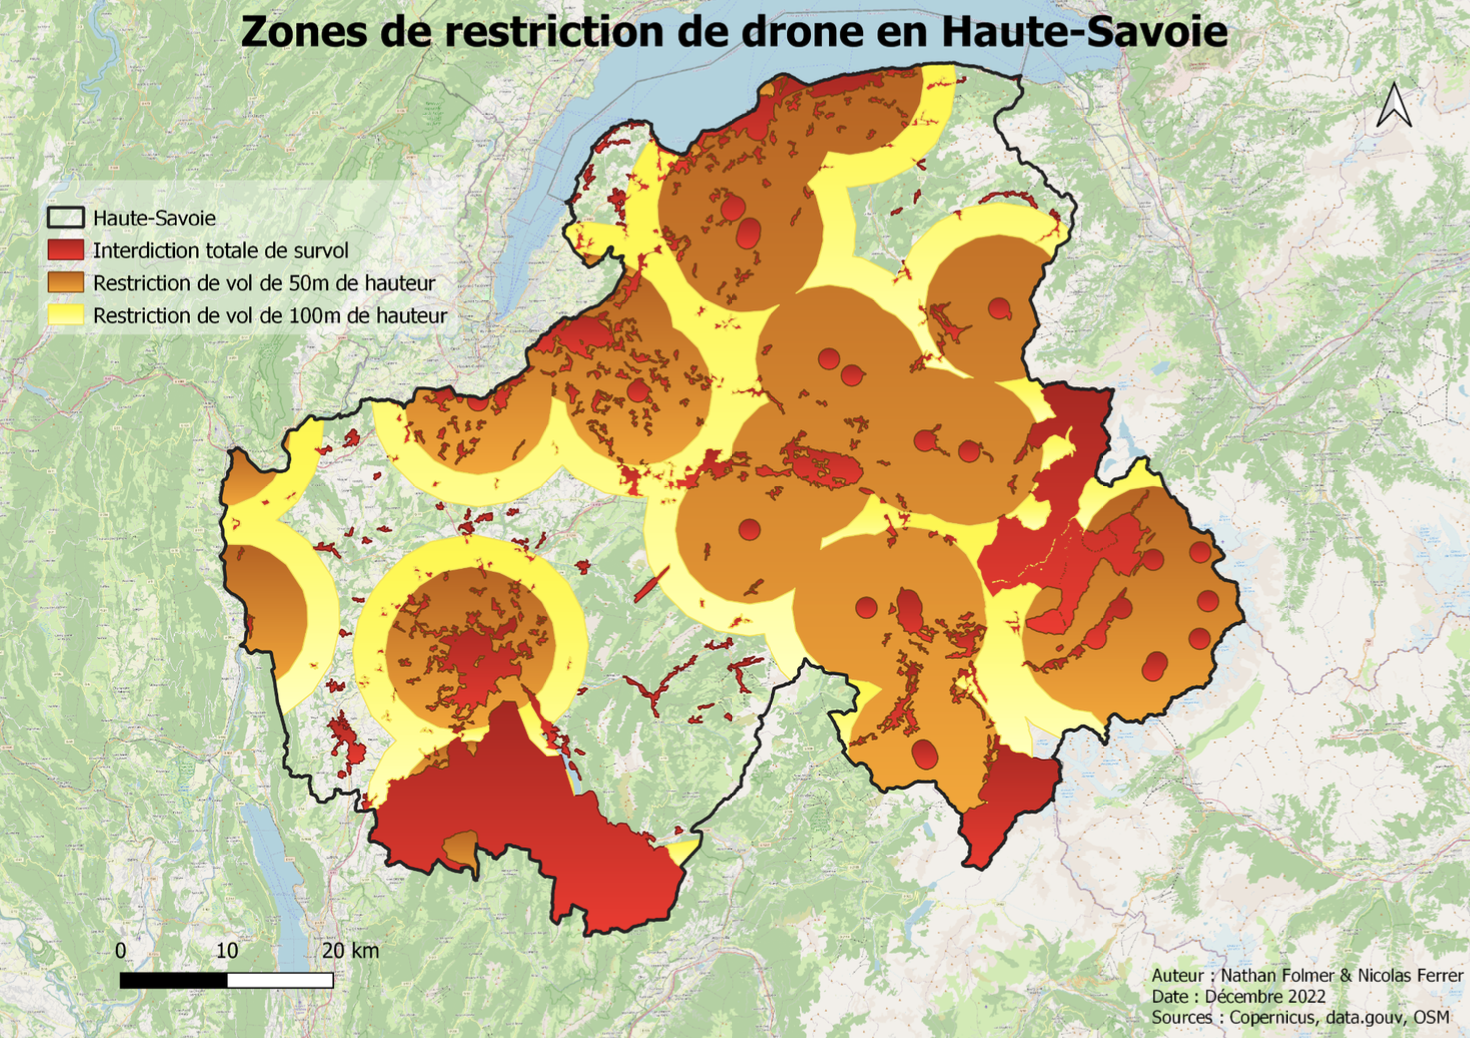 Zones de restriction de drone en Haute-Savoie
Haute-Savoie
Interdiction totale de survol
Restriction de vol de 50m de hauteur
Restriction de vol de 100m de hauteur
0 10 20 km
Auteur : Nathan Folmer & Nicolas Ferrer
Date : Décembre 2022
Sources : Copernicus, data.gouv, OSM